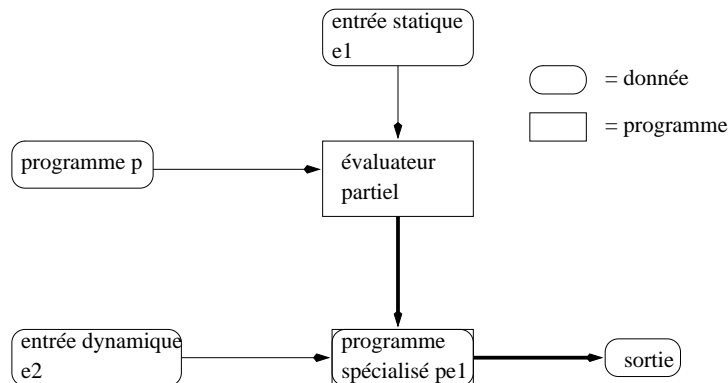 entrée statique
e1
= donnée
= programme
programme p
évaluateur
partiel
entrée dynamique
e2
programme
spécialisé pe1
sortie